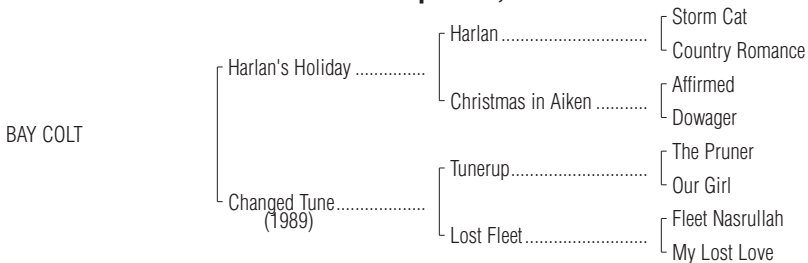 Storm Cat
Harlan ................................
Country Romance
Harlan's Holiday ...............
Affirmed
Christmas in Aiken ...........
Dowager
BAY COLT
The Pruner
Tunerup..............................
Our Girl
Changed Tune...................
(1989)
Fleet Nasrullah
Lost Fleet...........................
My Lost Love